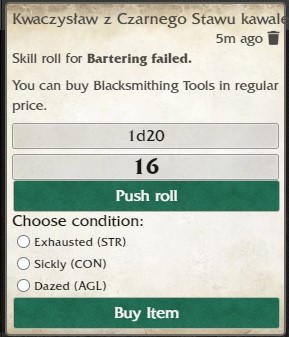 Kwaczysław z Czarnego Stawu kawale
5m ago
Skill roll for Bartering failed.
You can buy Blacksmithing Tools in regular
price.
1d20
16
Push roll
Choose condition:
Exhausted (STR)
Sickly (CON)
Dazed (AGL)
Buy Item